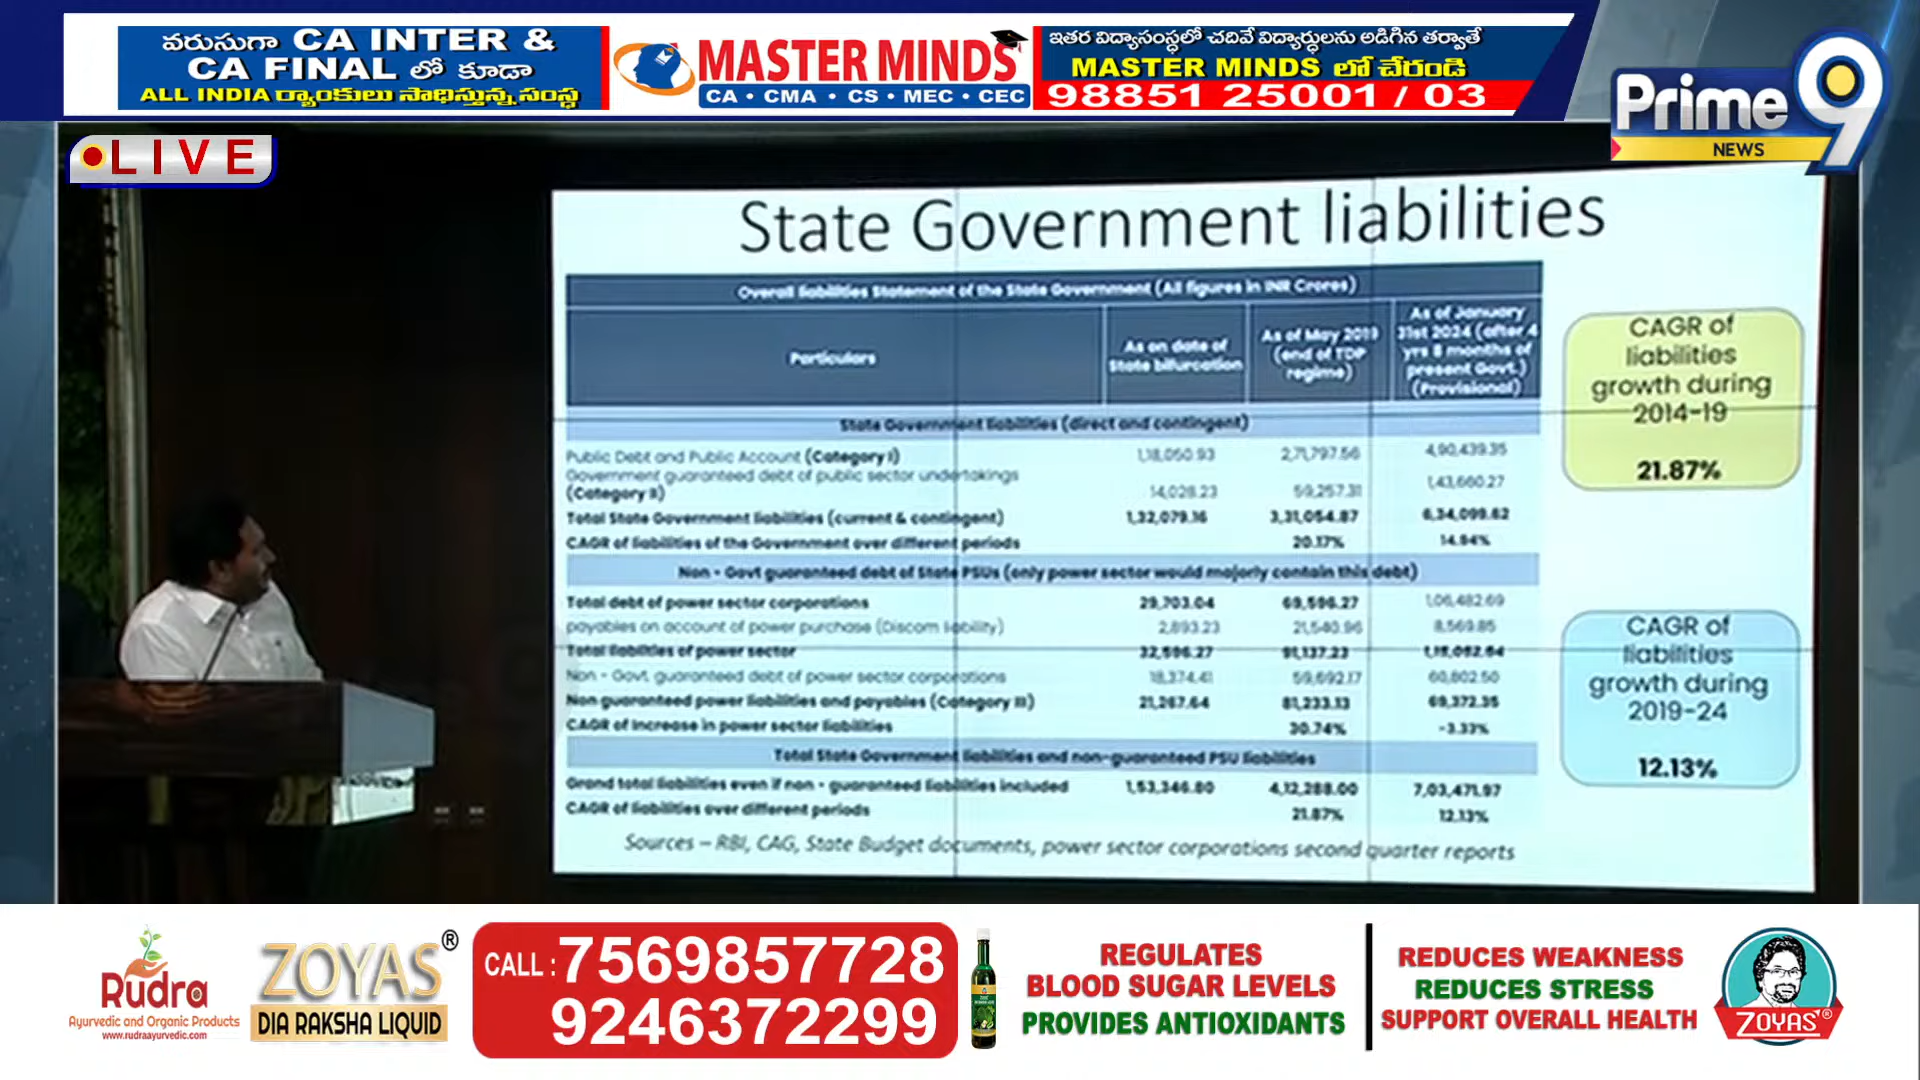 వరుసుగా CA INTER &
CA FINAL లో కూడా
ALL INDIA ర్యాంకులు సాధిస్తున్న సంస్థ
MASTER MINDS
CA • CMA • CS • MEC • CEC
ఇతర విద్యాసంస్థలో చదివే విద్యార్థులను అడిగిన తర్వాతే
MASTER MINDS లో చేరండి
98851 25001 / 03
Prime9
NEWS
LIVE
State Government liabilities
Overall liabilities Statement of the State Government (All figures in INR Crores)
Particulars
As on date of
State bifurcation
As of May 2019
(end of TDP
regime)
As of January
31st 2024 (after 4
yrs 8 months of
present Govt.)
(Provisional)
State Government liabilities (direct and contingent)
Public Debt and Public Account (Category I) 1,18,050.93 2,71,797.56 4,90,439.35
Government guaranteed debt of public sector undertakings
(Category II) 14,028.23 59,257.31 1,43,660.27
Total State Government liabilities (current & contingent) 1,32,079.16 3,31,054.87 6,34,099.62
CAGR of liabilities of the Government over different periods 20.17% 14.94%
Non - Govt guaranteed debt of State PSUs (only power sector would majorly contain this debt)
Total debt of power sector corporations 29,703.04 69,596.27 1,06,482.69
payables on account of power purchase (Discom liability) 2,893.23 21,540.96 8,569.85
Total liabilities of power sector 32,596.27 91,137.23
Non - Govt. guaranteed debt of power sector corporations 18,374.41 59,692.17 60,802.50
Non guaranteed power liabilities and payables (Category III) 21,267.64 81,233.13 69,372.35
CAGR of increase in power sector liabilities 30.74% -3.33%
Total State Government liabilities and non-guaranteed PSU liabilities
Grand total liabilities even if non - guaranteed liabilities included 1,53,346.80 4,12,288.00 7,03,471.97
CAGR of liabilities over different periods 21.87% 12.13%
Sources – RBI, CAG, State Budget documents, power sector corporations second quarter reports
CAGR of
liabilities
growth during
2014-19
21.87%
CAGR of
liabilities
growth during
2019-24
12.13%
Rudra
Ayurvedic and Organic Products
www.rudraayurvedic.com
ZOYAS®
DIA RAKSHA LIQUID
CALL : 7569857728
9246372299
REGULATES
BLOOD SUGAR LEVELS
PROVIDES ANTIOXIDANTS
REDUCES WEAKNESS
REDUCES STRESS
SUPPORT OVERALL HEALTH
ZOYAS®